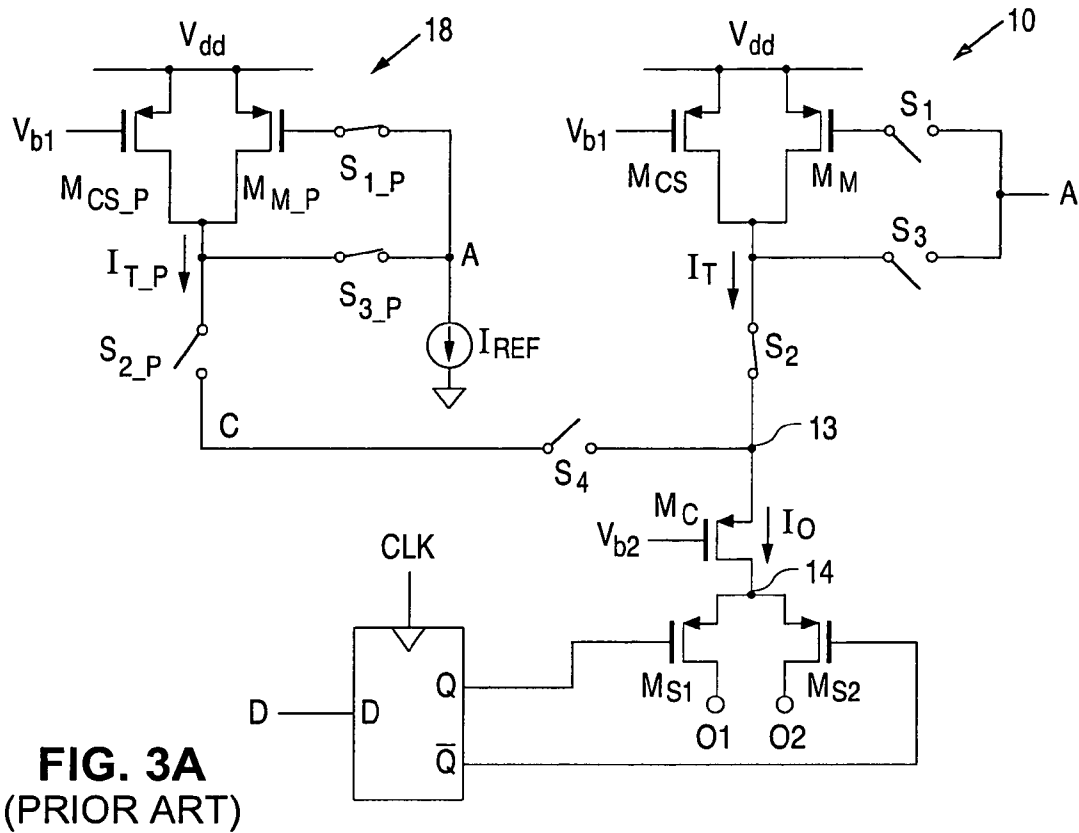 V_dd
18
V_dd
10
V_b1
M_CS_P
M_M_P
S_1_P
V_b1
M_CS
M_M
S_1
A
I_T_P
S_3_P
A
I_T
S_3
S_2_P
I_REF
S_2
C
S_4
13
M_C
V_b2
I_O
14
CLK
Q
M_S1
M_S2
D
D
O1
O2
Q̅
FIG. 3A
(PRIOR ART)